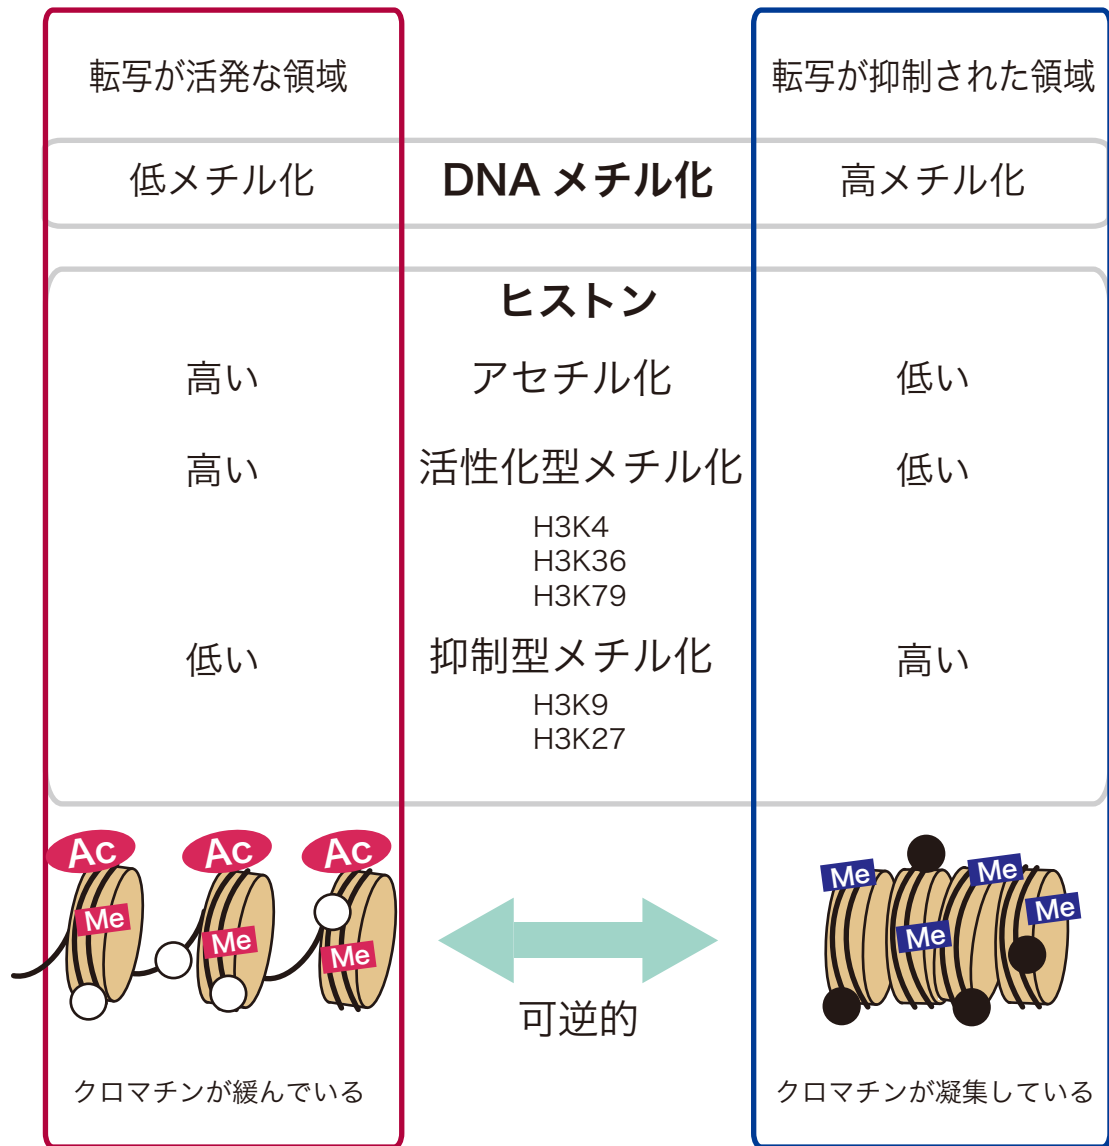 転写が活発な領域
転写が抑制された領域
低メチル化
DNA メチル化
高メチル化
ヒストン
高い
アセチル化
低い
高い
活性化型メチル化
低い
H3K4
H3K36
H3K79
低い
抑制型メチル化
高い
H3K9
H3K27
Ac
Ac
Ac
Me
Me
Me
Me
Me
Me
Me
可逆的
クロマチンが緩んでいる
クロマチンが凝集している